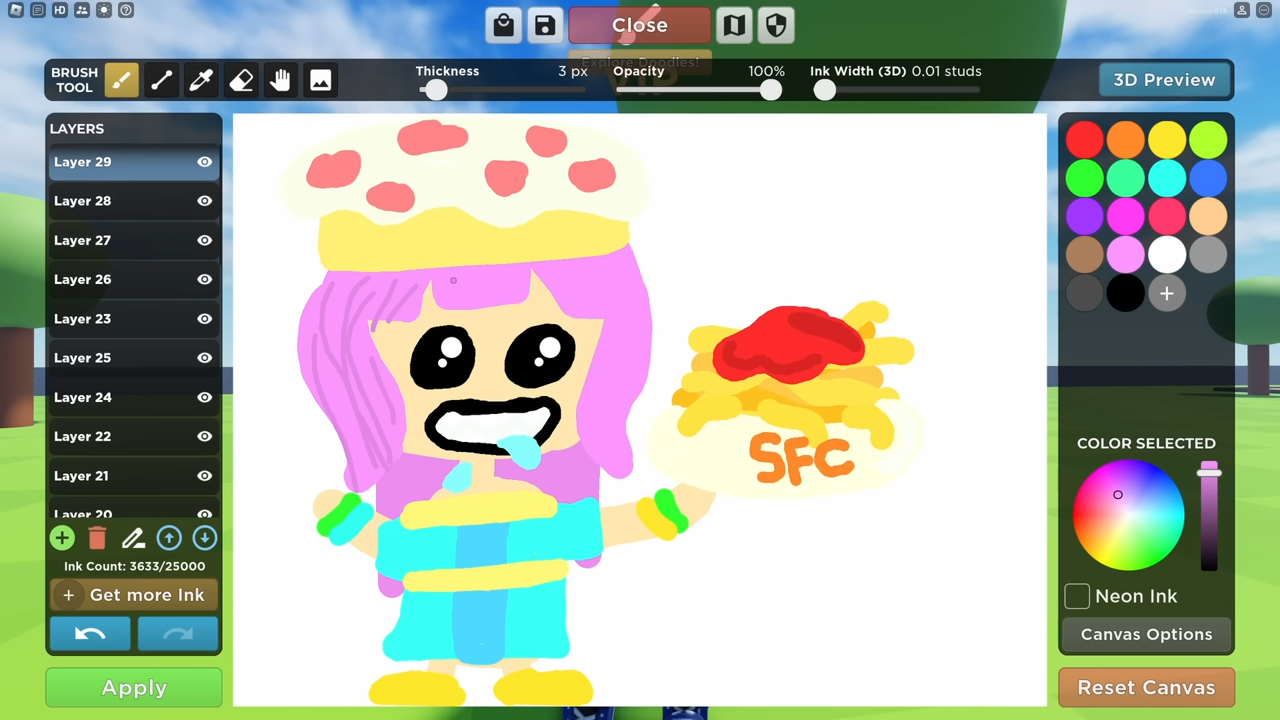 HD
Close
Explore Doodles!
BRUSH
TOOL
Thickness
3 px
Opacity
100%
Ink Width (3D) 0.01 studs
3D Preview
LAYERS
Layer 29
Layer 28
Layer 27
Layer 26
Layer 23
Layer 25
Layer 24
Layer 22
Layer 21
Layer 20
Ink Count: 3633/25000
+ Get more Ink
Apply
SFC
COLOR SELECTED
Neon Ink
Canvas Options
Reset Canvas